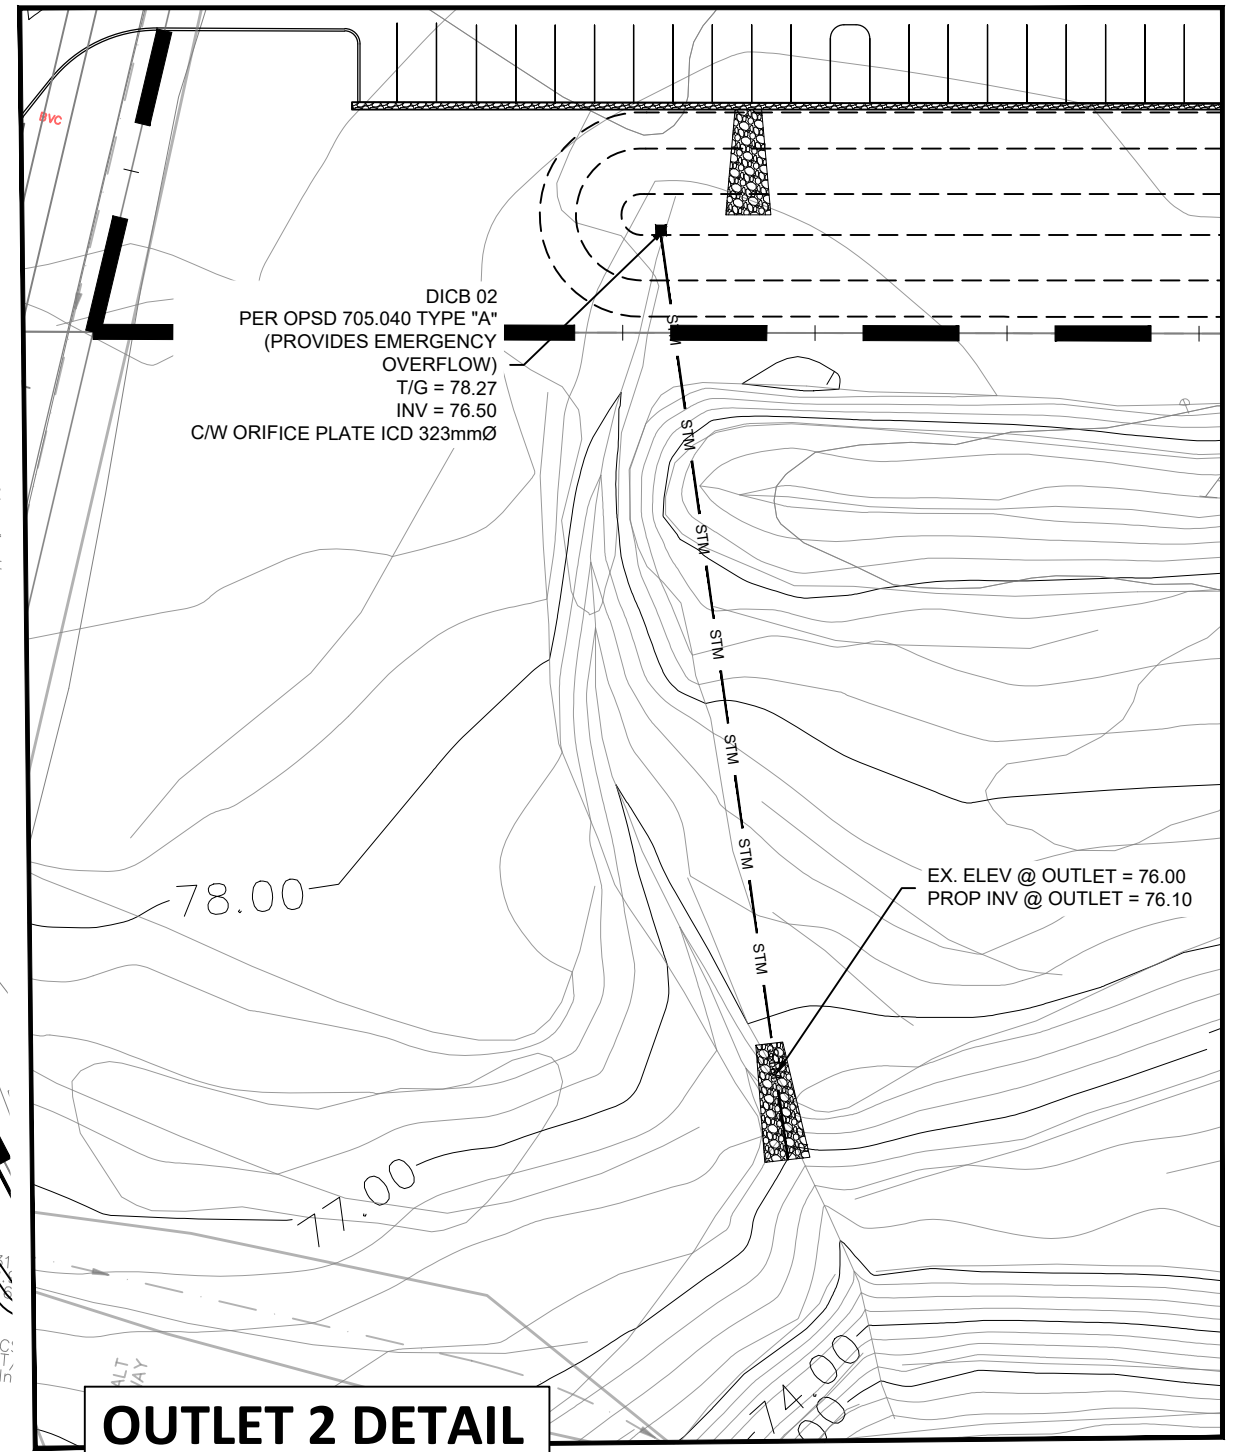 BVC
DICB 02
PER OPSD 705.040 TYPE "A"
(PROVIDES EMERGENCY
OVERFLOW)
T/G = 78.27
INV = 76.50
C/W ORIFICE PLATE ICD 323mmØ
STM
STM
STM
STM
STM
STM
STM
EX. ELEV @ OUTLET = 76.00
PROP INV @ OUTLET = 76.10
78.00
77.00
74.00
OUTLET 2 DETAIL